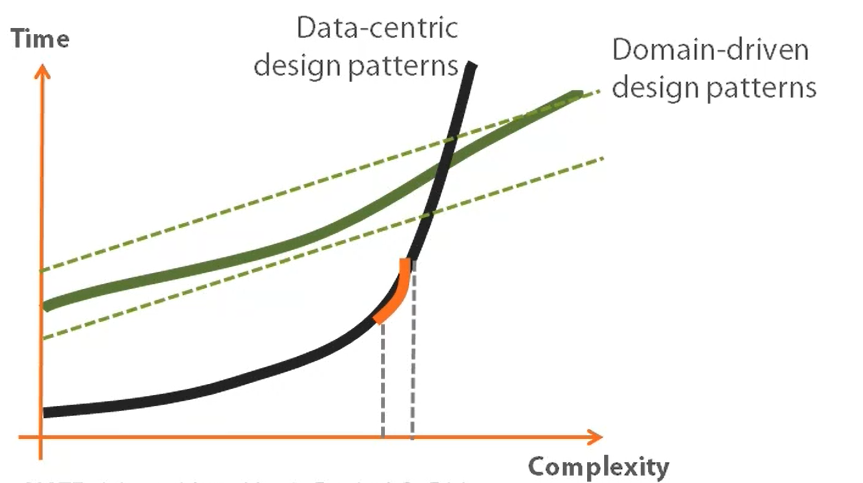 Time
Data-centric
design patterns
Domain-driven
design patterns
Complexity